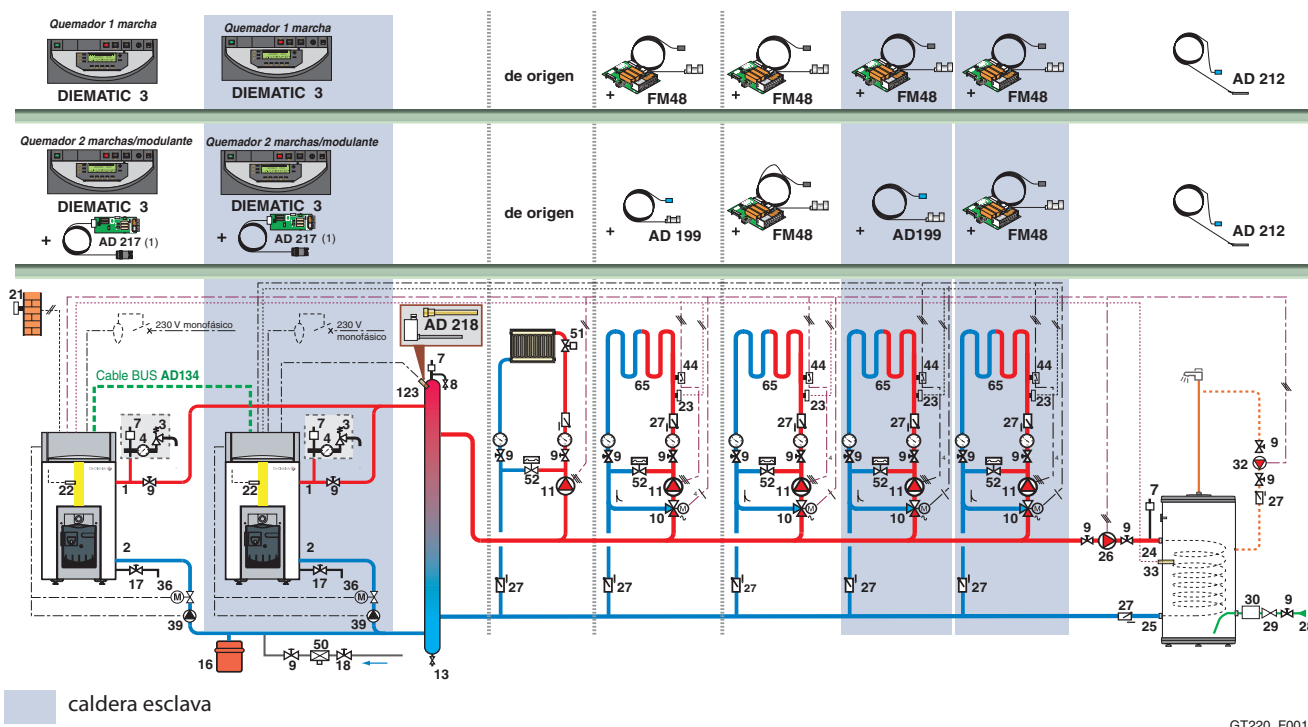 Quemador 1 marcha
Quemador 1 marcha
DIEMATIC 3
DIEMATIC 3
de origen
+ FM48
+ FM48
+ FM48
+ FM48
AD 212
Quemador 2 marchas/modulante
Quemador 2 marchas/modulante
DIEMATIC 3
DIEMATIC 3
+ AD 217 (1)
+ AD 217 (1)
de origen
+ AD 199
+ FM48
+ AD199
+ FM48
AD 212
21
230 V monofásico
230 V
monofásico
AD 218
7
8
123
51
Cable BUS AD134
44
44
44
44
65
65
65
65
23
23
23
23
7
3
4
7
3
4
27
27
27
27
9
9
9
9
9
9
9
9
9
9
52
52
52
52
52
11
11
11
11
11
10
10
10
10
M
M
M
M
22
1
9
22
1
9
9
32
9
27
7
9
9
26
24
33
2
2
17
36
17
36
M
M
39
39
27
27
27
27
27
27
25
30
9
29
28
16
9
50
18
13
caldera esclava
GT220_F001